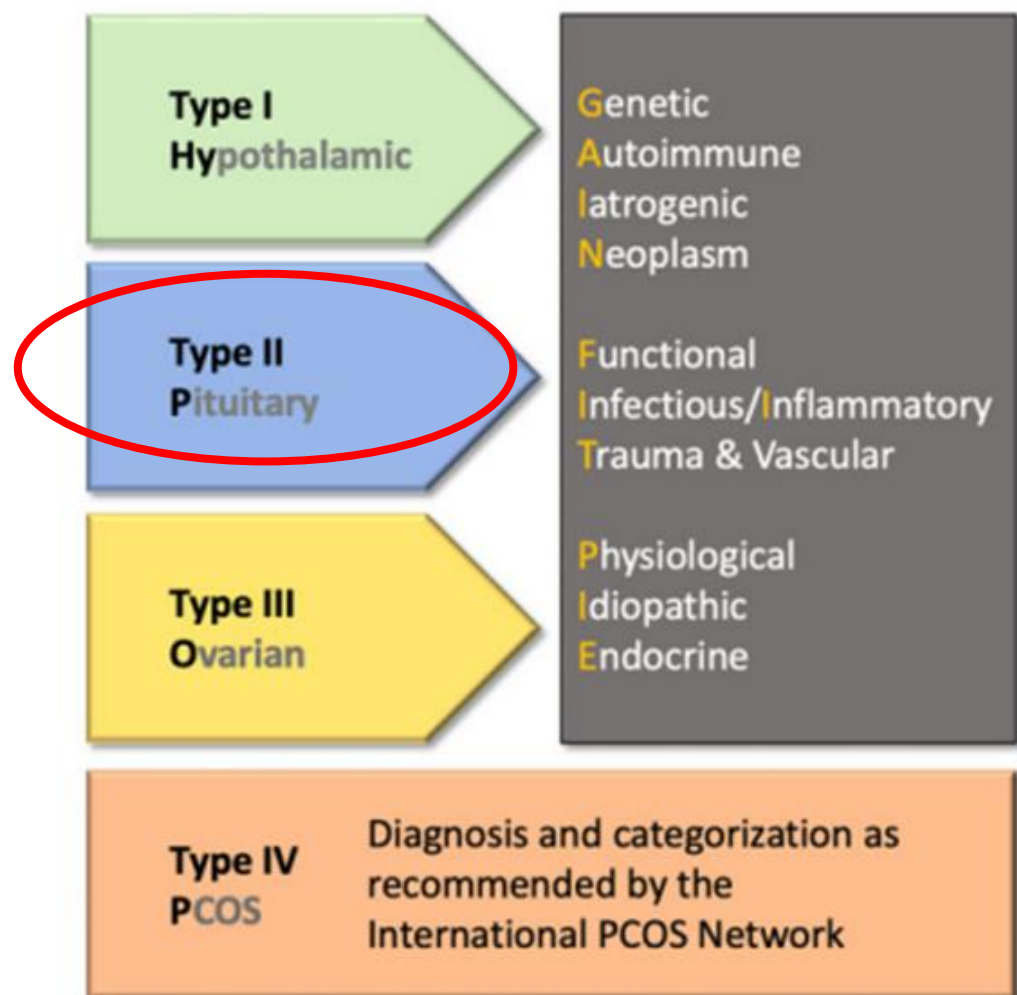 Type I
Hypothalamic
Type II
Pituitary
Type III
Ovarian
Genetic
Autoimmune
Iatrogenic
Neoplasm
Functional
Infectious/Inflammatory
Trauma & Vascular
Physiological
Idiopathic
Endocrine
Type IV
PCOS
Diagnosis and categorization as
recommended by the
International PCOS Network